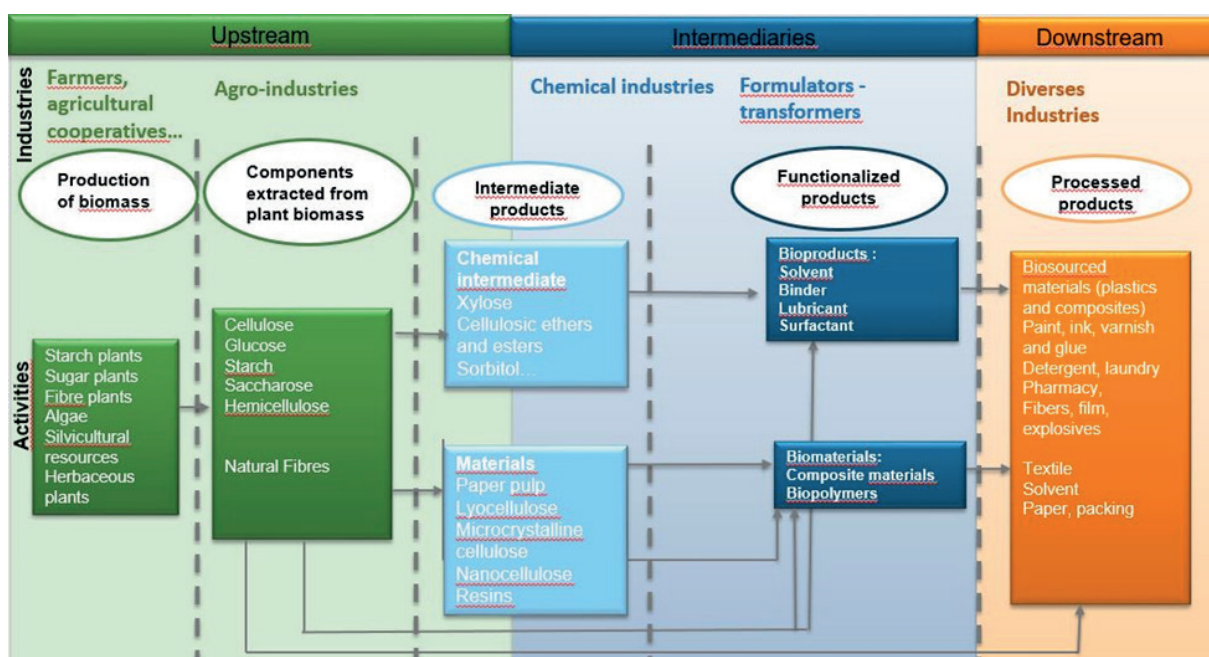 Upstream
Intermediaries
Downstream
Industries
Farmers,
agricultural
cooperatives...
Agro-industries
Chemical industries
Formulators -
transformers
Diverses
Industries
Production
of biomass
Components
extracted from
plant biomass
Intermediate
products
Functionalized
products
Processed
products
Activities
Starch plants
Sugar plants
Fibre plants
Algae
Silvicultural
resources
Herbaceous
plants
Cellulose
Glucose
Starch
Saccharose
Hemicellulose
Natural Fibres
Chemical
intermediate
Xylose
Cellulosic ethers
and esters
Sorbitol...
Materials
Paper pulp
Lyocellulose
Microcrystalline
cellulose
Nanocellulose
Resins
Bioproducts :
Solvent
Binder
Lubricant
Surfactant
Biomaterials:
Composite materials
Biopolymers
Biosourced
materials (plastics
and composites)
Paint, ink, varnish
and glue
Detergent, laundry
Pharmacy,
Fibers, film,
explosives
Textile
Solvent
Paper, packing